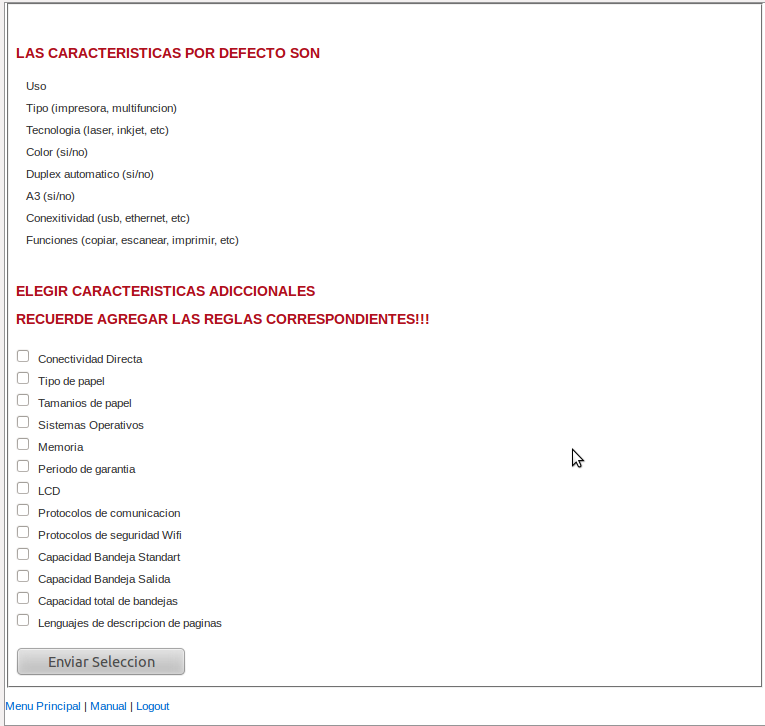 LAS CARACTERISTICAS POR DEFECTO SON
Uso
Tipo (impresora, multifuncion)
Tecnologia (laser, inkjet, etc)
Color (si/no)
Duplex automatico (si/no)
A3 (si/no)
Conexitividad (usb, ethernet, etc)
Funciones (copiar, escanear, imprimir, etc)
ELEGIR CARACTERISTICAS ADICCIONALES
RECUERDE AGREGAR LAS REGLAS CORRESPONDIENTES!!!
Conectividad Directa
Tipo de papel
Tamanios de papel
Sistemas Operativos
Memoria
Periodo de garantia
LCD
Protocolos de comunicacion
Protocolos de seguridad Wifi
Capacidad Bandeja Standart
Capacidad Bandeja Salida
Capacidad total de bandejas
Lenguajes de descripcion de paginas
Enviar Seleccion
Menu Principal | Manual | Logout